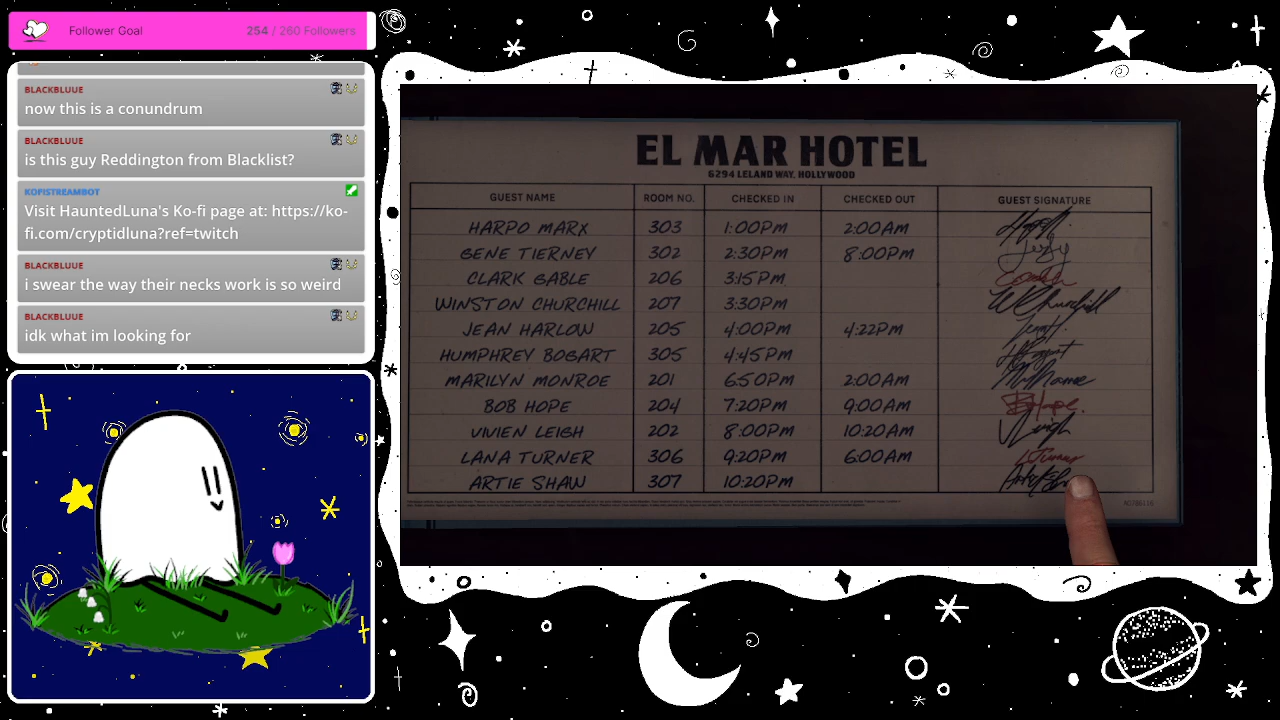 Follower Goal
254 / 260 Followers
BLACKBLUUE
now this is a conundrum
BLACKBLUUE
is this guy Reddington from Blacklist?
KOFISTREAMBOT
Visit HauntedLuna's Ko-fi page at: https://ko-
fi.com/cryptidluna?ref=twitch
BLACKBLUUE
i swear the way their necks work is so weird
BLACKBLUUE
idk what im looking for
EL MAR HOTEL
6294 LELAND WAY, HOLLYWOOD
GUEST NAME ROOM NO. CHECKED IN CHECKED OUT GUEST SIGNATURE
HARPO MARX 303 1:00PM 2:00AM
GENE TIERNEY 302 2:30PM 8:00PM
CLARK GABLE 206 3:15PM
WINSTON CHURCHILL 207 3:30PM WChurchill
JEAN HARLOW 205 4:00PM 4:22PM
HUMPHREY BOGART 305 4:45PM
MARILYN MONROE 201 6:50PM 2:00AM
BOB HOPE 204 7:20PM 9:00AM BHope.
VIVIEN LEIGH 202 8:00PM 10:20AM VLeigh
LANA TURNER 306 9:20PM 6:00AM
ARTIE SHAW 307 10:20PM